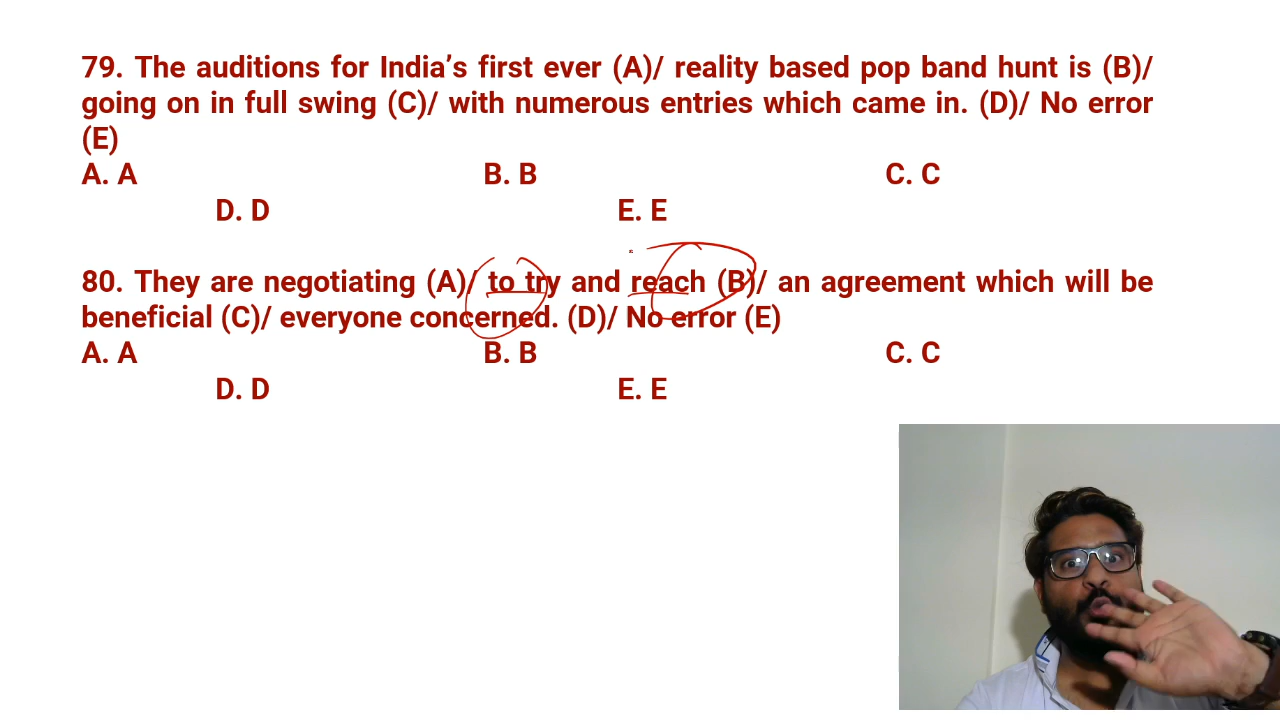 79. The auditions for India’s first ever (A)/ reality based pop band hunt is (B)/
going on in full swing (C)/ with numerous entries which came in. (D)/ No error
(E)
A. A B. B C. C
D. D E. E
80. They are negotiating (A)/ to try and reach (B)/ an agreement which will be
beneficial (C)/ everyone concerned. (D)/ No error (E)
A. A B. B C. C
D. D E. E